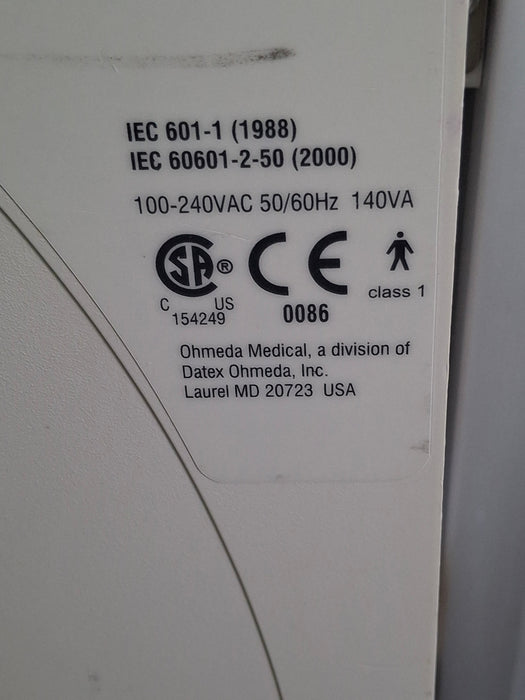 IEC 601-1 (1988)
IEC 60601-2-50 (2000)
100-240VAC 50/60Hz 140VA
SA® CE
C US
154249
0086
class 1
Ohmeda Medical, a division of
Datex Ohmeda, Inc.
Laurel MD 20723 USA